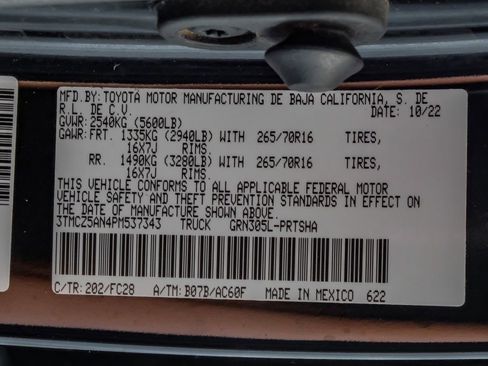 MFD.BY: TOYOTA MOTOR MANUFACTURING DE BAJA CALIFORNIA, S. DE
R.L. DE C.V. DATE: 10/22
GVWR: 2540KG (5600LB)
GAWR: FRT. 1335KG (2940LB) WITH 265/70R16 TIRES,
16X7J RIMS.
RR. 1490KG (3280LB) WITH 265/70R16 TIRES,
16X7J RIMS.
THIS VEHICLE CONFORMS TO ALL APPLICABLE FEDERAL MOTOR
VEHICLE SAFETY AND THEFT PREVENTION STANDARDS IN EFFECT ON
THE DATE OF MANUFACTURE SHOWN ABOVE.
3TMCZ5AN4PM537343 TRUCK GRN305L-PRTSHA
C/TR: 202/FC28 A/TM: B07B/AC60F MADE IN MEXICO 622